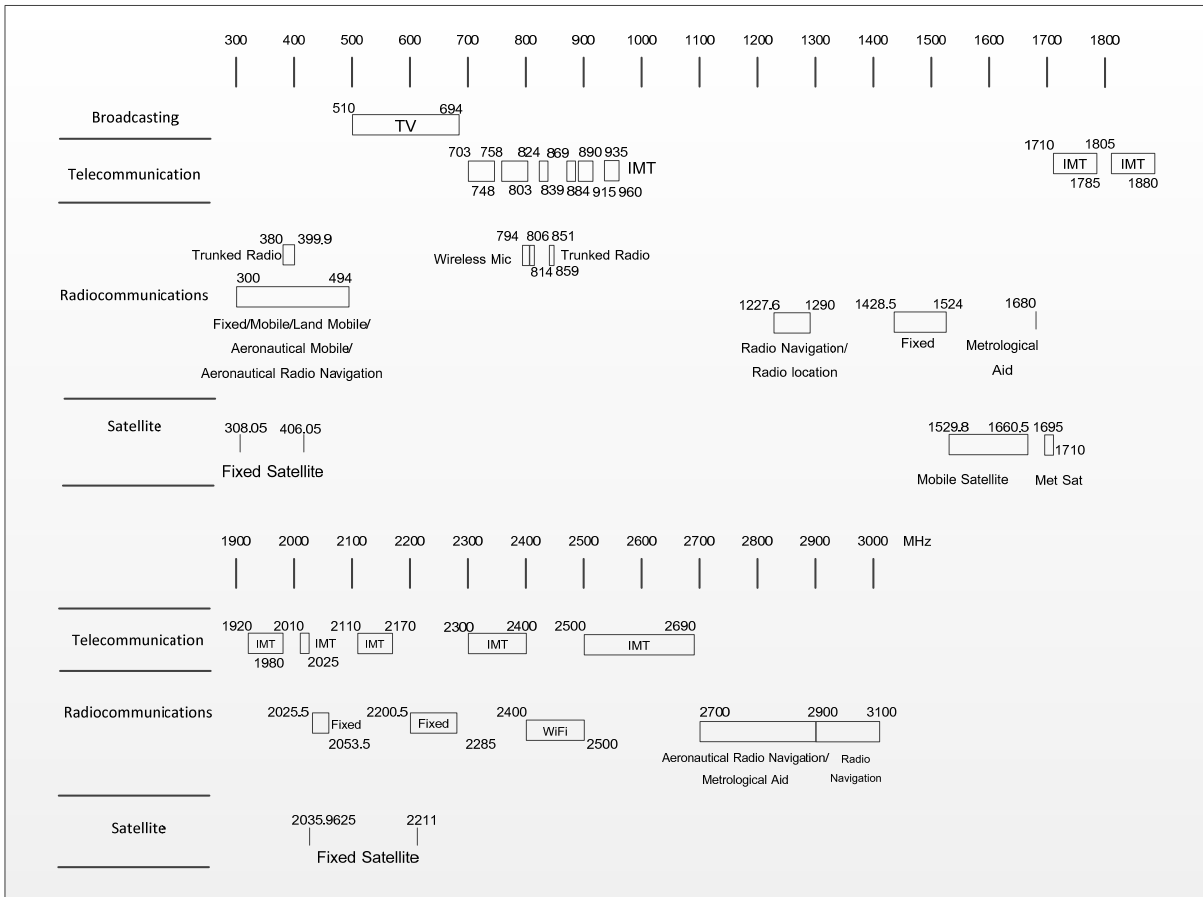 300 400 500 600 700 800 900 1000 1100 1200 1300 1400 1500 1600 1700 1800
Broadcasting
510 694
TV
Telecommunication
703 758 824 869 890 935 IMT
748 803 839 884 915 960
1710 1805
IMT IMT
1785 1880
Radiocommunications
380 399.9
Trunked Radio
300 494
Fixed/Mobile/Land Mobile/
Aeronautical Mobile/
Aeronautical Radio Navigation
794 806 851
Wireless Mic Trunked Radio
814 859
1227.6 1290
Radio Navigation/
Radio location
1428.5 1524
Fixed
1680
Metrological
Aid
Satellite
308.05 406.05
Fixed Satellite
1529.8 1660.5 1695
1710
Mobile Satellite Met Sat
1900 2000 2100 2200 2300 2400 2500 2600 2700 2800 2900 3000 MHz
Telecommunication
1920 2010 2110 2170 2300 2400 2500 2690
IMT IMT IMT IMT IMT
1980 2025
Radiocommunications
2025.5 2200.5 2400
Fixed Fixed WiFi
2053.5 2285 2500
2700 2900 3100
Aeronautical Radio Navigation/
Metrological Aid
Radio
Navigation
Satellite
2035.9625 2211
Fixed Satellite